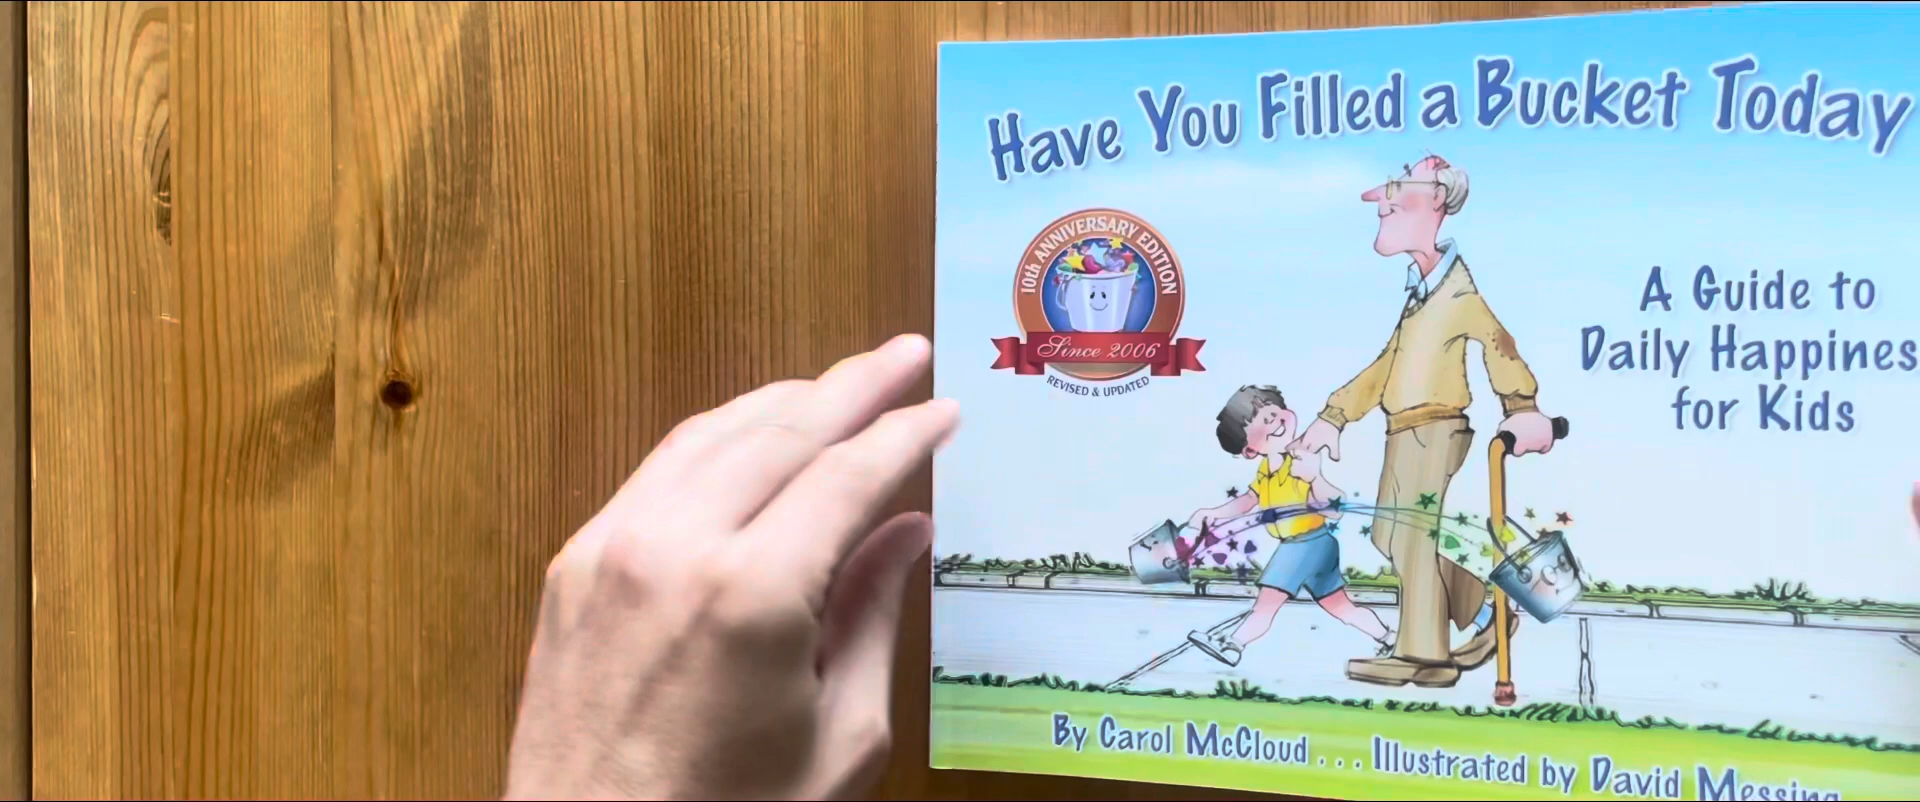 Have You Filled a Bucket Today
10th ANNIVERSARY EDITION
Since 2006
REVISED & UPDATED
A Guide to
Daily Happines
for Kids
By Carol McCloud ... Illustrated by David Messing